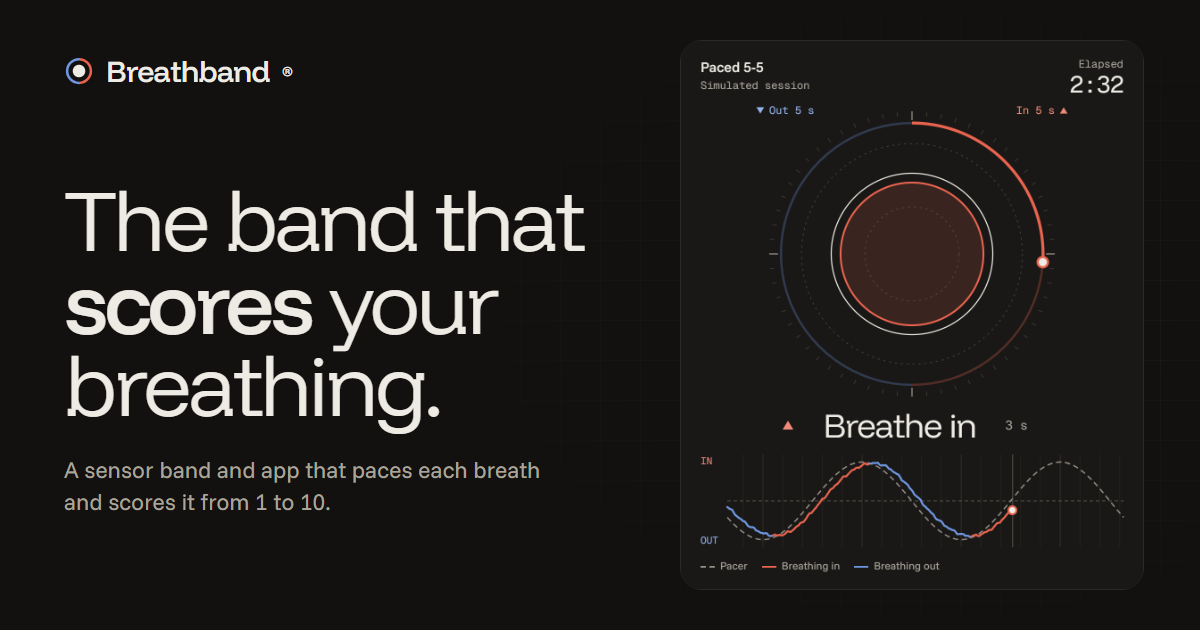 Breathband ®
The band that
scores your
breathing.
A sensor band and app that paces each breath
and scores it from 1 to 10.
Paced 5-5
Simulated session
Elapsed
2:32
▼ Out 5 s
In 5 s ▲
▲ Breathe in 3 s
IN
OUT
Pacer
Breathing in
Breathing out